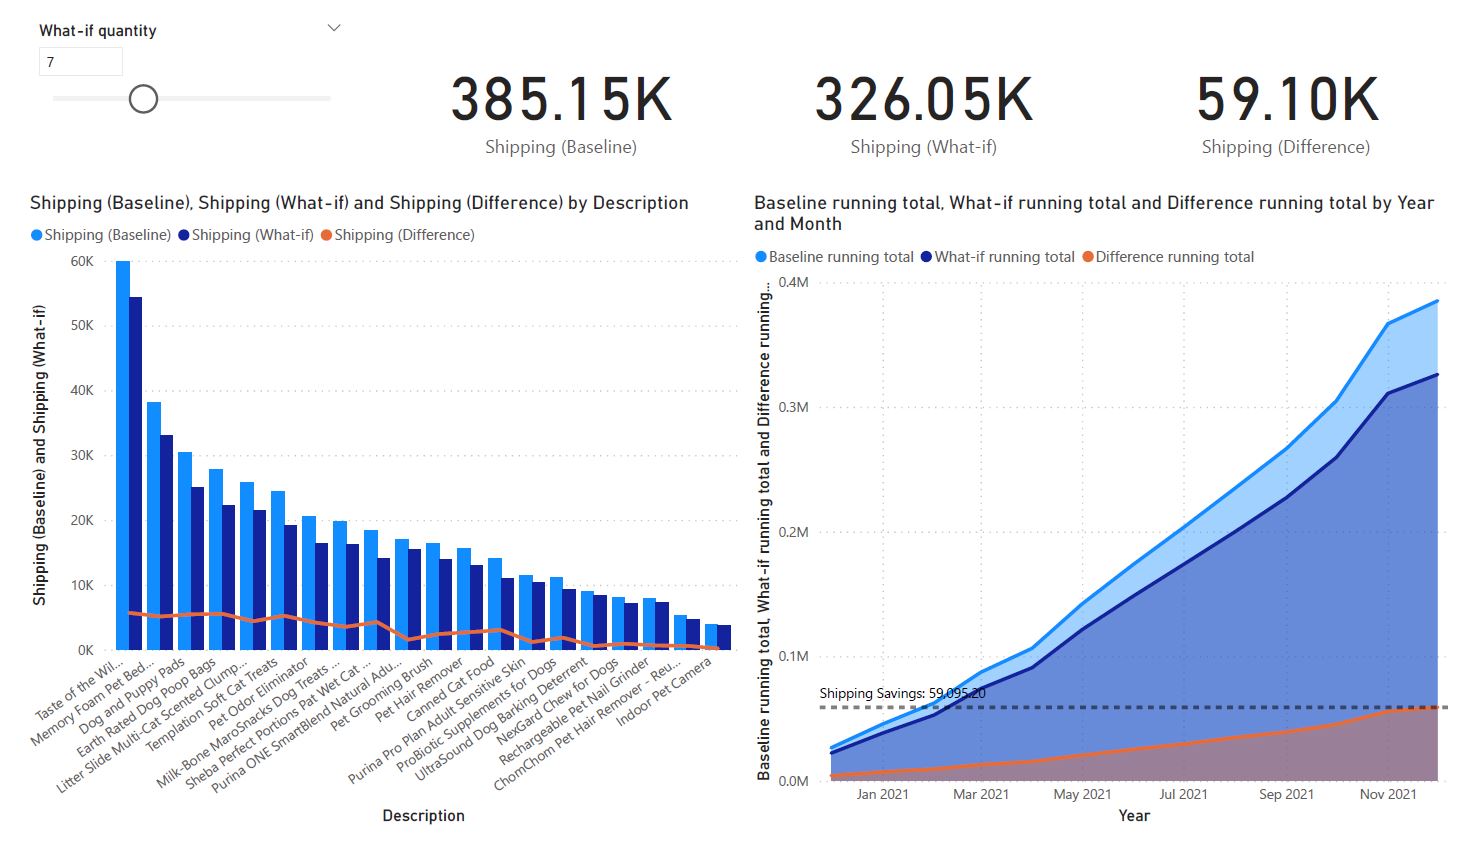 What-if quantity
7
385.15K
Shipping (Baseline)
326.05K
Shipping (What-if)
59.10K
Shipping (Difference)
Shipping (Baseline), Shipping (What-if) and Shipping (Difference) by Description
Shipping (Baseline) Shipping (What-if) Shipping (Difference)
Shipping (Baseline) and Shipping (What-if)
60K
50K
40K
30K
20K
10K
0K
Taste of the Wil...
Memory Foam Pet Bed...
Dog and Puppy Pads
Earth Rated Dog Poop Bags
Litter Slide Multi-Cat Scented Clump...
Templation Soft Cat Treats
Pet Odor Eliminator
Milk-Bone MaroSnacks Dog Treats ...
Sheba Perfect Portions Pat Wet Cat ...
Purina ONE SmartBlend Natural Adu...
Pet Grooming Brush
Pet Hair Remover
Canned Cat Food
Purina Pro Plan Adult Sensitive Skin
ProBiotic Supplements for Dogs
UltraSound Dog Barking Deterrent
NexGard Chew for Dogs
Rechargeable Pet Nail Grinder
ChomChom Pet Hair Remover - Reu...
Indoor Pet Camera
Description
Baseline running total, What-if running total and Difference running total by Year
and Month
Baseline running total What-if running total Difference running total
Baseline running total, What-if running total and Difference running...
0.4M
0.3M
0.2M
0.1M
0.0M
Shipping Savings: 59,095.20
Jan 2021
Mar 2021
May 2021
Jul 2021
Sep 2021
Nov 2021
Year